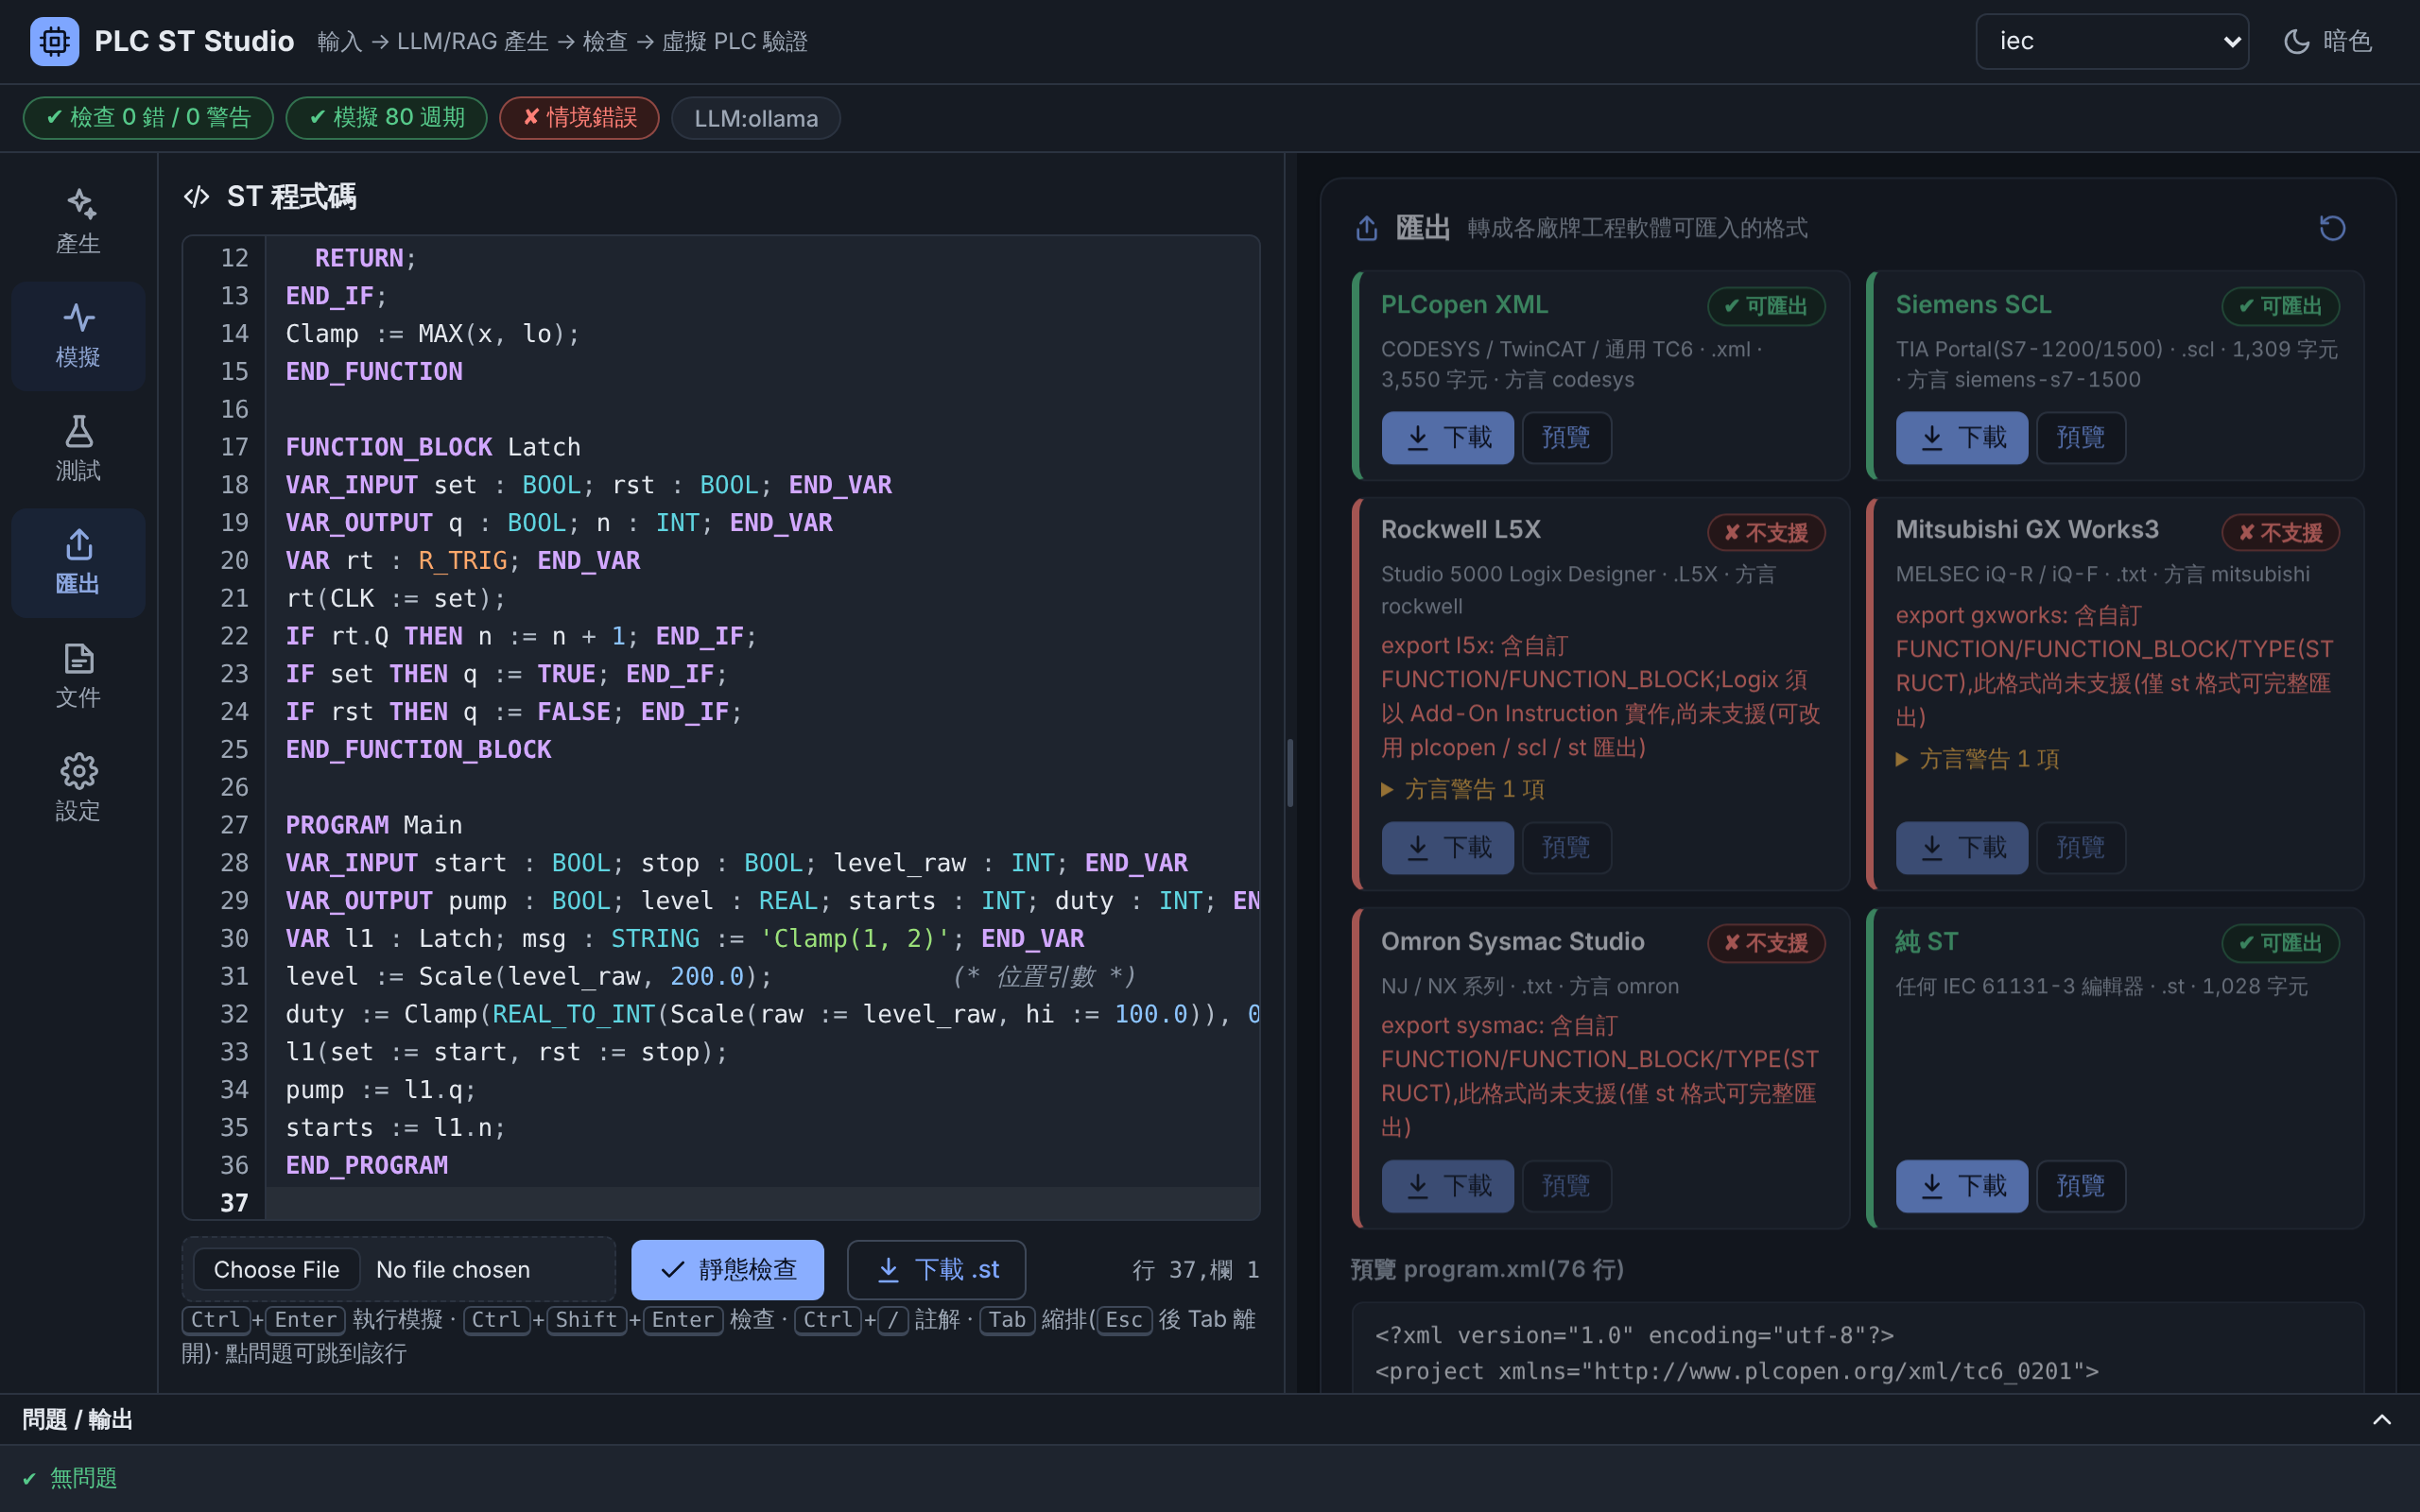 PLC ST Studio 輸入 → LLM/RAG 產生 → 檢查 → 虛擬 PLC 驗證
iec
暗色
✔ 檢查 0 錯 / 0 警告
✔ 模擬 80 週期
✘ 情境錯誤
LLM:ollama
產生
模擬
測試
匯出
文件
設定
ST 程式碼
12 RETURN;
13 END_IF;
14 Clamp := MAX(x, lo);
15 END_FUNCTION
16
17 FUNCTION_BLOCK Latch
18 VAR_INPUT set : BOOL; rst : BOOL; END_VAR
19 VAR_OUTPUT q : BOOL; n : INT; END_VAR
20 VAR rt : R_TRIG; END_VAR
21 rt(CLK := set);
22 IF rt.Q THEN n := n + 1; END_IF;
23 IF set THEN q := TRUE; END_IF;
24 IF rst THEN q := FALSE; END_IF;
25 END_FUNCTION_BLOCK
26
27 PROGRAM Main
28 VAR_INPUT start : BOOL; stop : BOOL; level_raw : INT; END_VAR
29 VAR_OUTPUT pump : BOOL; level : REAL; starts : INT; duty : INT; EN
30 VAR l1 : Latch; msg : STRING := 'Clamp(1, 2)'; END_VAR
31 level := Scale(level_raw, 200.0); (* 位置引數 *)
32 duty := Clamp(REAL_TO_INT(Scale(raw := level_raw, hi := 100.0)), 0
33 l1(set := start, rst := stop);
34 pump := l1.q;
35 starts := l1.n;
36 END_PROGRAM
37
Choose File No file chosen
靜態檢查
下載 .st
行 37,欄 1
Ctrl+Enter 執行模擬 · Ctrl+Shift+Enter 檢查 · Ctrl+/ 註解 · Tab 縮排(Esc 後 Tab 離
開)· 點問題可跳到該行
匯出 轉成各廠牌工程軟體可匯入的格式
PLCopen XML ✔ 可匯出
CODESYS / TwinCAT / 通用 TC6 · .xml ·
3,550 字元 · 方言 codesys
下載 預覽
Siemens SCL ✔ 可匯出
TIA Portal(S7-1200/1500) · .scl · 1,309 字元
· 方言 siemens-s7-1500
下載 預覽
Rockwell L5X ✘ 不支援
Studio 5000 Logix Designer · .L5X · 方言
rockwell
export l5x: 含自訂
FUNCTION/FUNCTION_BLOCK;Logix 須
以 Add-On Instruction 實作,尚未支援(可改
用 plcopen / scl / st 匯出)
▶ 方言警告 1 項
下載 預覽
Mitsubishi GX Works3 ✘ 不支援
MELSEC iQ-R / iQ-F · .txt · 方言 mitsubishi
export gxworks: 含自訂
FUNCTION/FUNCTION_BLOCK/TYPE(ST
RUCT),此格式尚未支援(僅 st 格式可完整匯
出)
▶ 方言警告 1 項
下載 預覽
Omron Sysmac Studio ✘ 不支援
NJ / NX 系列 · .txt · 方言 omron
export sysmac: 含自訂
FUNCTION/FUNCTION_BLOCK/TYPE(ST
RUCT),此格式尚未支援(僅 st 格式可完整匯
出)
下載 預覽
純 ST ✔ 可匯出
任何 IEC 61131-3 編輯器 · .st · 1,028 字元
下載 預覽
預覽 program.xml(76 行)
<?xml version="1.0" encoding="utf-8"?>
<project xmlns="http://www.plcopen.org/xml/tc6_0201">
問題 / 輸出
✔ 無問題